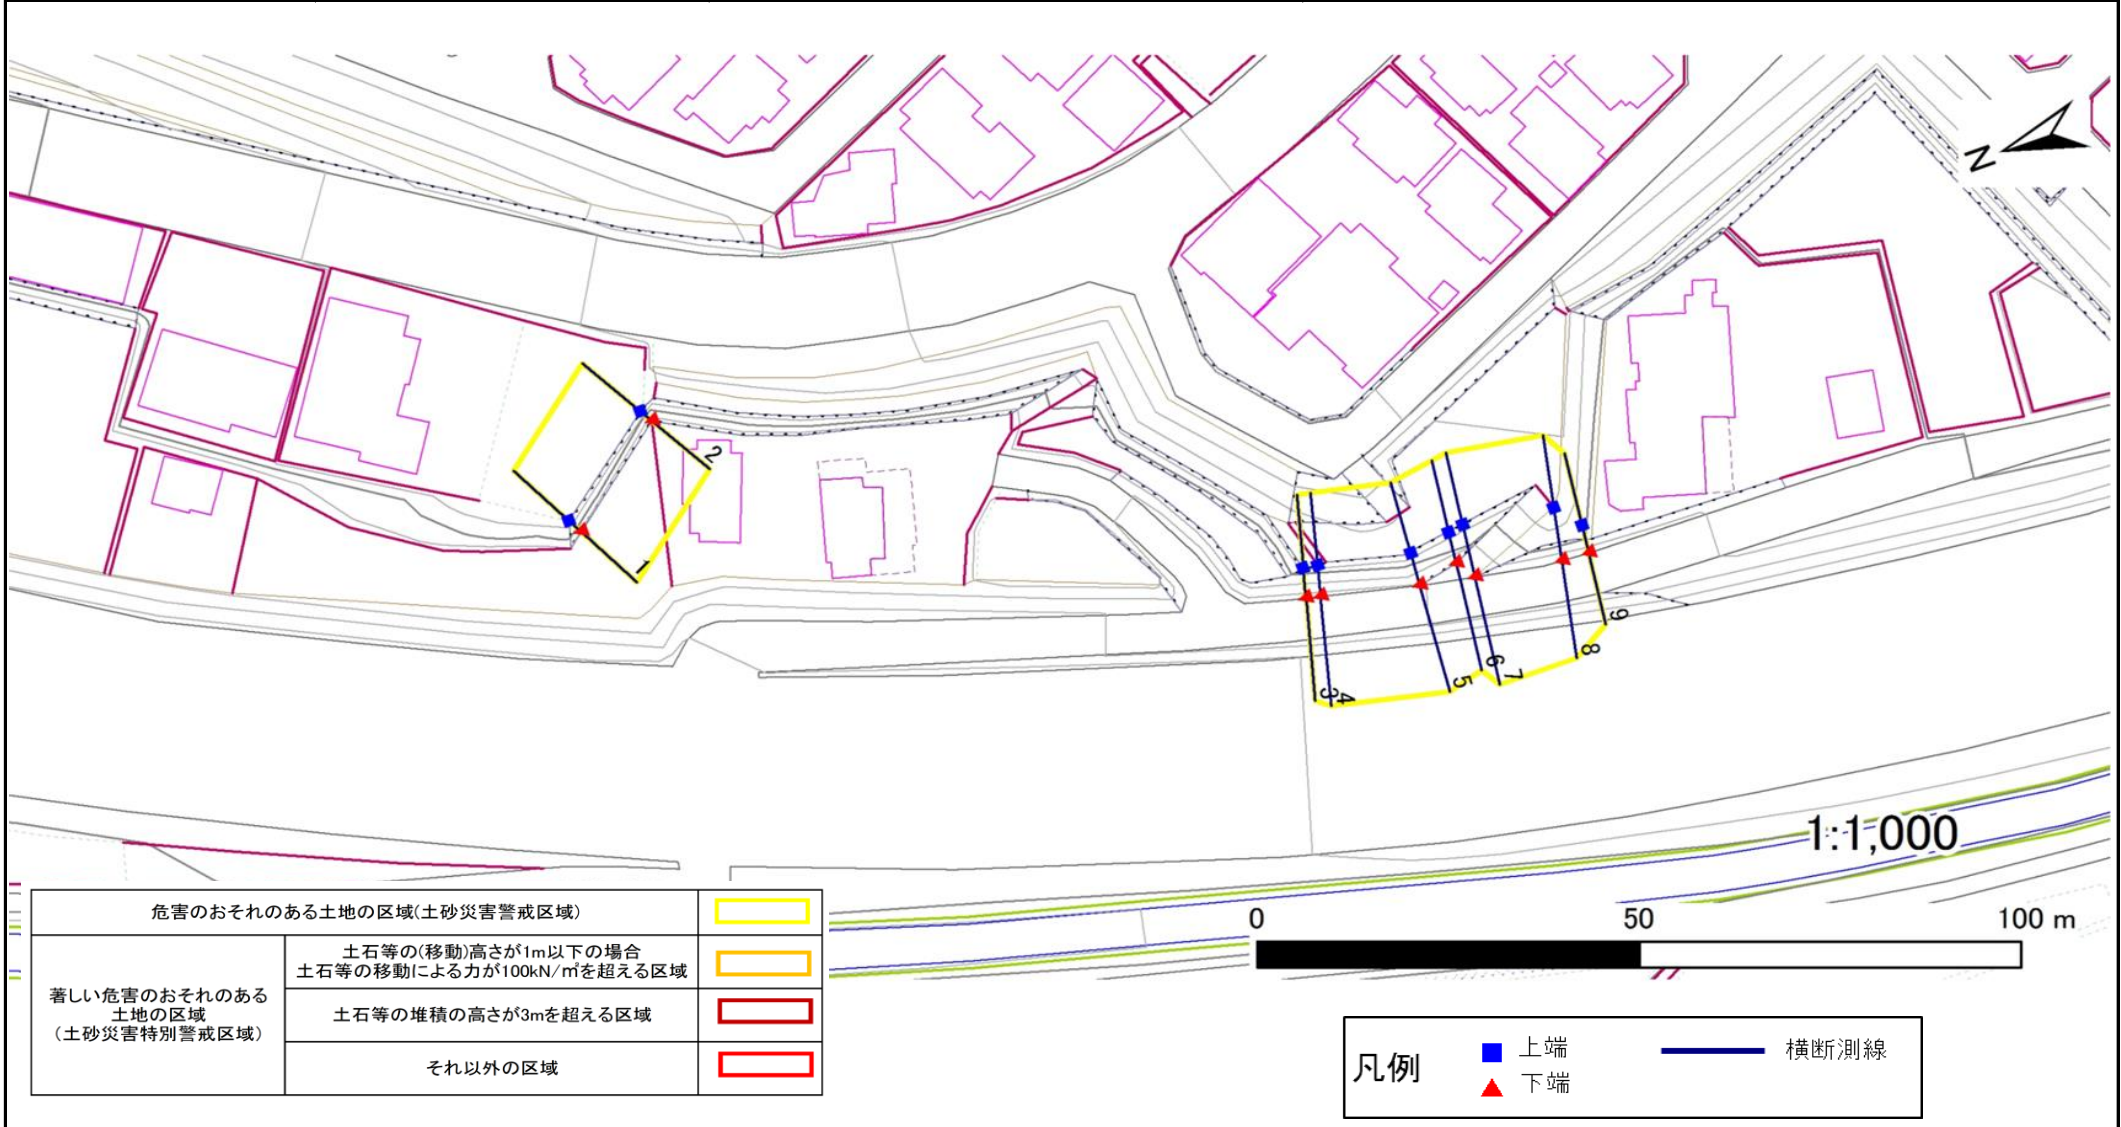 N
2
1
3
4
5
6
7
8
9
1:1,000
0 50 100 m
危害のおそれのある土地の区域(土砂災害警戒区域)
著しい危害のおそれのある
土地の区域
(土砂災害特別警戒区域)
土石等の(移動)高さが1m以下の場合
土石等の移動による力が100kN/㎡を超える区域
土石等の堆積の高さが3mを超える区域
それ以外の区域
凡例
上端
下端
横断測線